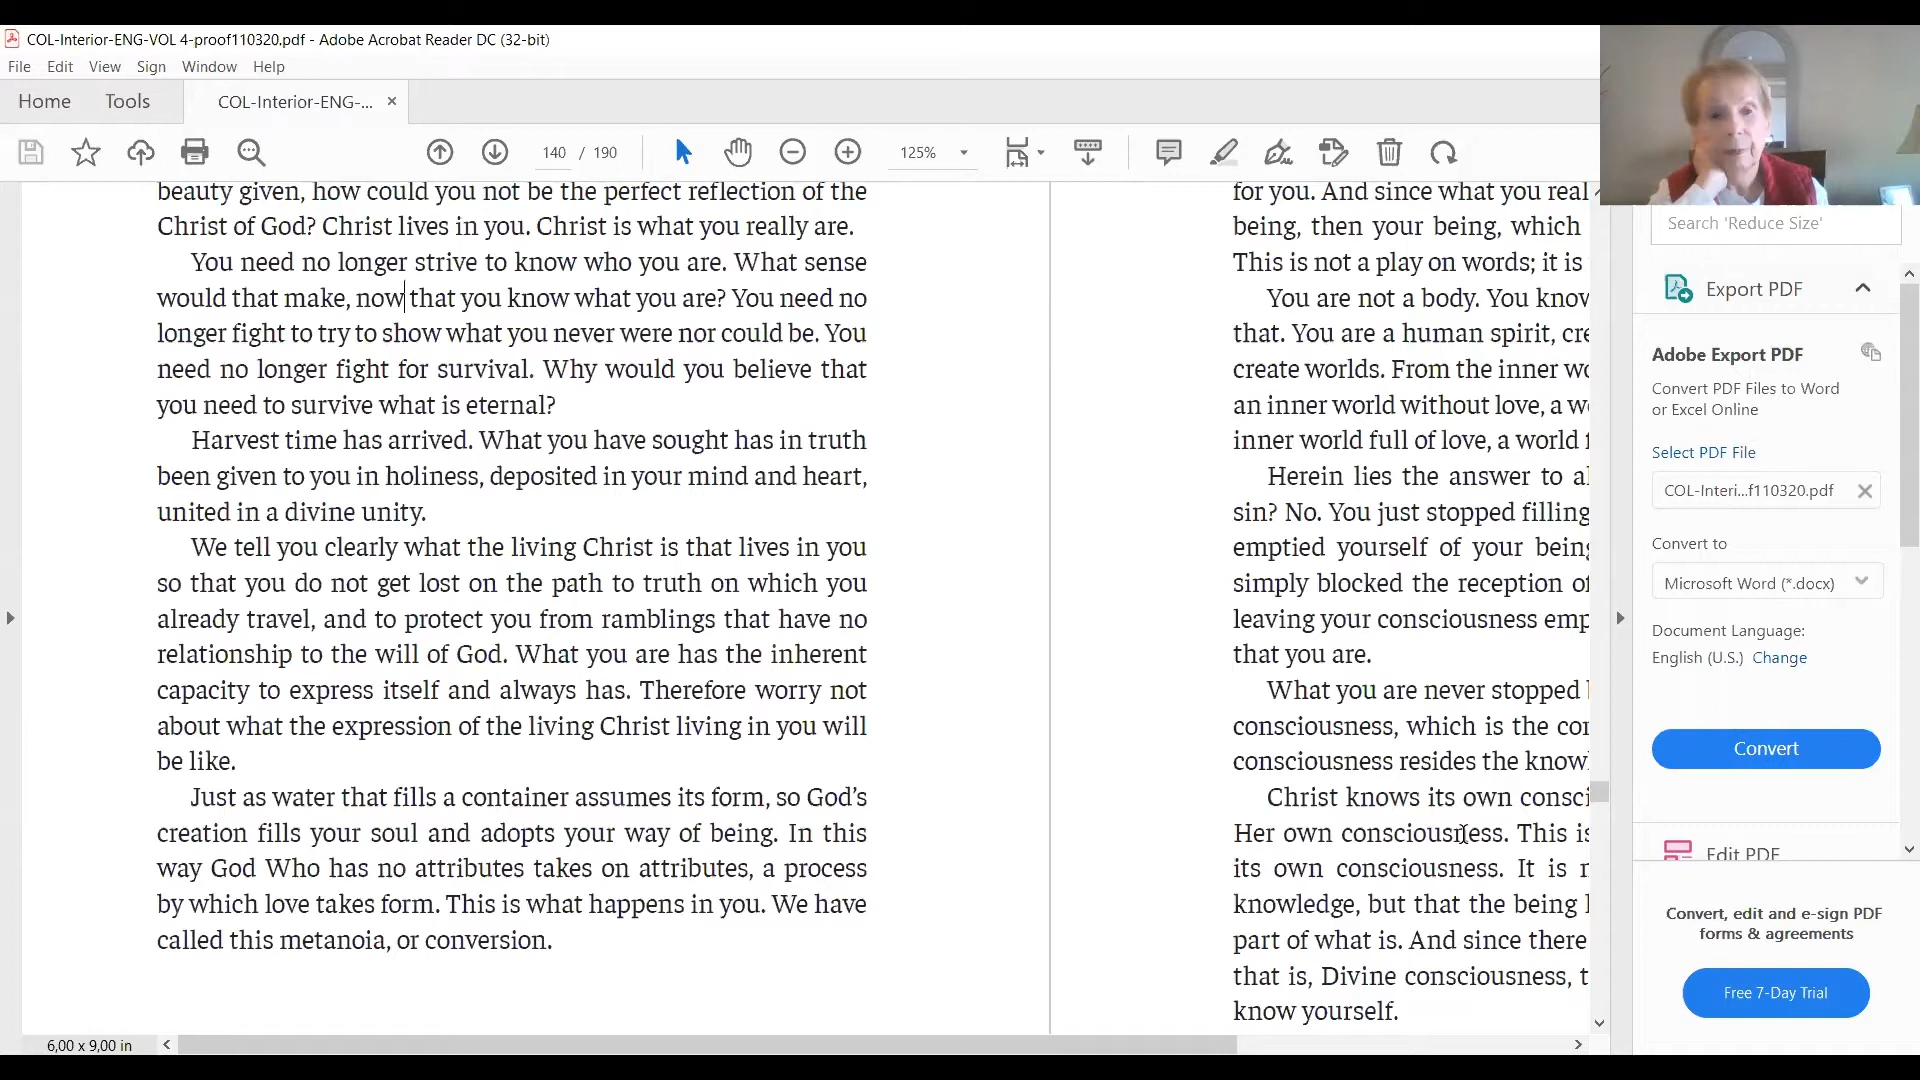 COL-Interior-ENG-VOL 4-proof110320.pdf - Adobe Acrobat Reader DC (32-bit)
File Edit View Sign Window Help
Home Tools COL-Interior-ENG-... ×
140 / 190 125%
beauty given, how could you not be the perfect reflection of the
Christ of God? Christ lives in you. Christ is what you really are.
You need no longer strive to know who you are. What sense
would that make, now that you know what you are? You need no
longer fight to try to show what you never were nor could be. You
need no longer fight for survival. Why would you believe that
you need to survive what is eternal?
Harvest time has arrived. What you have sought has in truth
been given to you in holiness, deposited in your mind and heart,
united in a divine unity.
We tell you clearly what the living Christ is that lives in you
so that you do not get lost on the path to truth on which you
already travel, and to protect you from ramblings that have no
relationship to the will of God. What you are has the inherent
capacity to express itself and always has. Therefore worry not
about what the expression of the living Christ living in you will
be like.
Just as water that fills a container assumes its form, so God’s
creation fills your soul and adopts your way of being. In this
way God Who has no attributes takes on attributes, a process
by which love takes form. This is what happens in you. We have
called this metanoia, or conversion.
for you. And since what you real
being, then your being, which
This is not a play on words; it is
You are not a body. You know
that. You are a human spirit, cre
create worlds. From the inner wo
an inner world without love, a wo
inner world full of love, a world f
Herein lies the answer to al
sin? No. You just stopped filling
emptied yourself of your being
simply blocked the reception of
leaving your consciousness emp
that you are.
What you are never stopped
consciousness, which is the con
consciousness resides the knowl
Christ knows its own consci
Her own consciousness. This is
its own consciousness. It is n
knowledge, but that the being
part of what is. And since there
that is, Divine consciousness, t
know yourself.
6,00 x 9,00 in
Search 'Reduce Size'
Export PDF
Adobe Export PDF
Convert PDF Files to Word
or Excel Online
Select PDF File
COL-Interi...f110320.pdf
Convert to
Microsoft Word (*.docx)
Document Language:
English (U.S.) Change
Convert
Edit PDF
Convert, edit and e-sign PDF
forms & agreements
Free 7-Day Trial